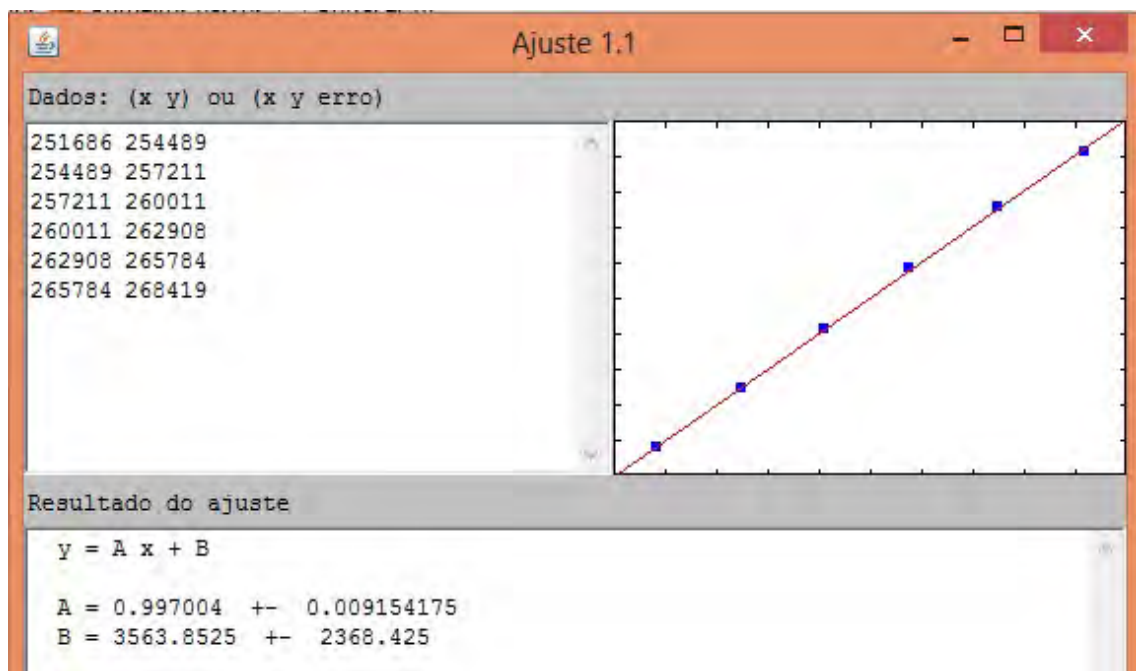 Ajuste 1.1
Dados: (x y) ou (x y erro)
251686 254489
254489 257211
257211 260011
260011 262908
262908 265784
265784 268419
Resultado do ajuste
y = A x + B
A = 0.997004 +- 0.009154175
B = 3563.8525 +- 2368.425